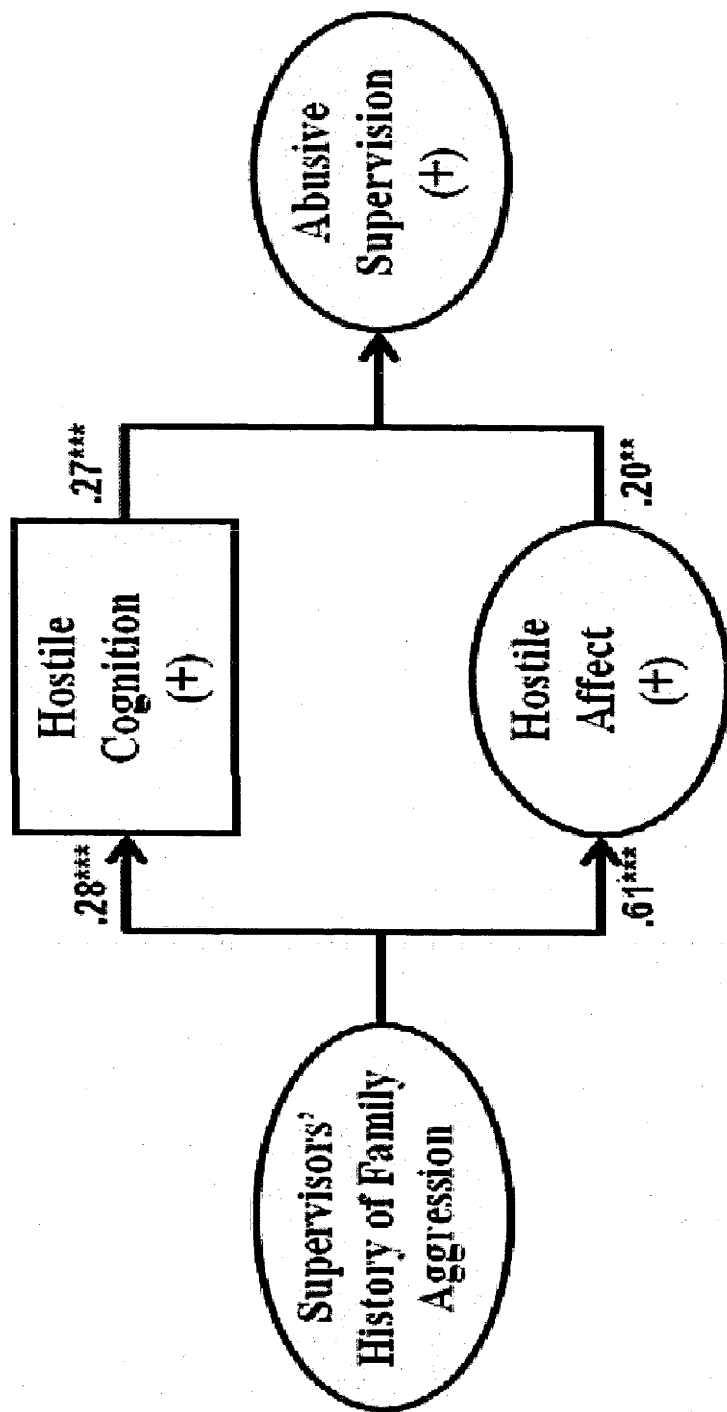 Supervisors'
History of Family
Aggression
.28***
Hostile
Cognition
(+)
.27***
.61***
Hostile
Affect
(+)
.20**
Abusive
Supervision
(+)